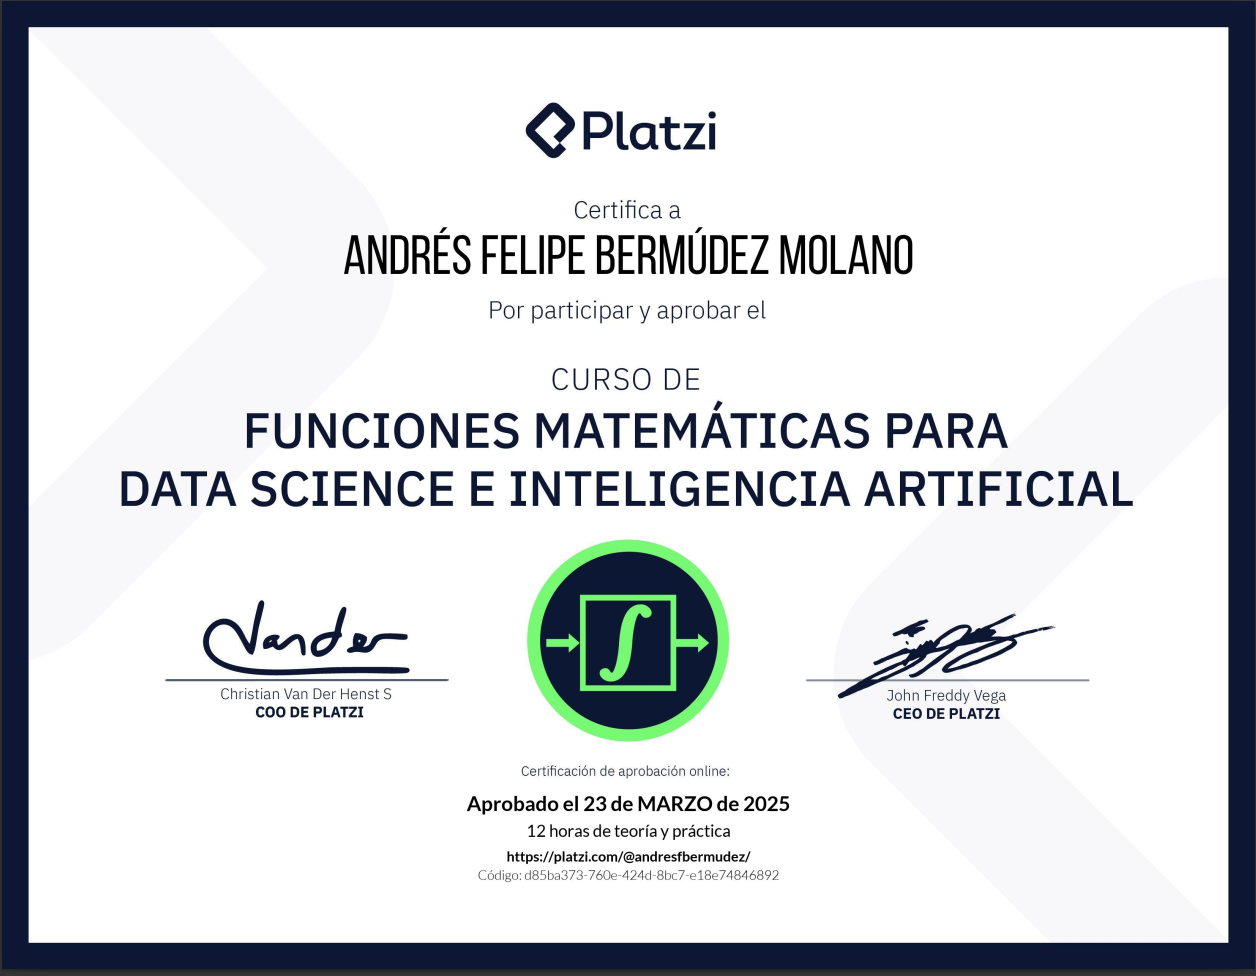 Platzi
Certifica a
ANDRÉS FELIPE BERMÚDEZ MOLANO
Por participar y aprobar el
CURSO DE
FUNCIONES MATEMÁTICAS PARA
DATA SCIENCE E INTELIGENCIA ARTIFICIAL
Vander
Christian Van Der Henst S
COO DE PLATZI
John Freddy Vega
CEO DE PLATZI
Certificación de aprobación online:
Aprobado el 23 de MARZO de 2025
12 horas de teoría y práctica
https://platzi.com/@andresfbermudez/
Código: d85ba373-760e-424d-8bc7-e18e74846892